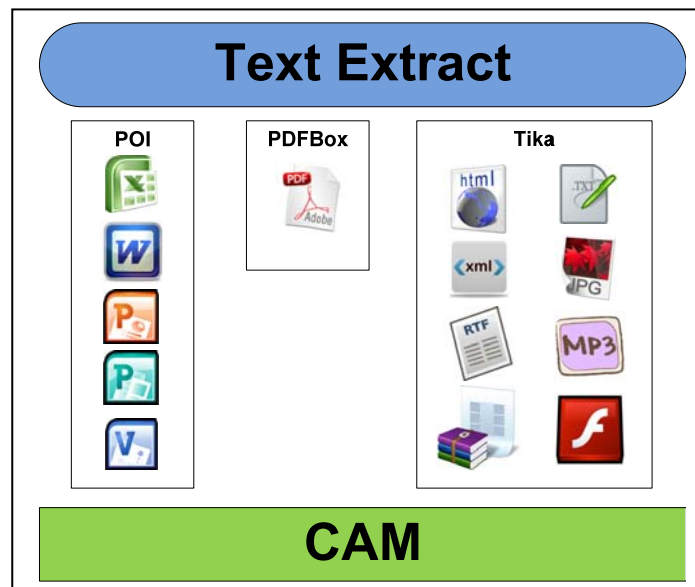 Text Extract
POI
PDFBox
Tika
X
W
P
P
V
PDF
Adobe
html
<xml>
RTF
.TXT
JPG
MP3
CAM